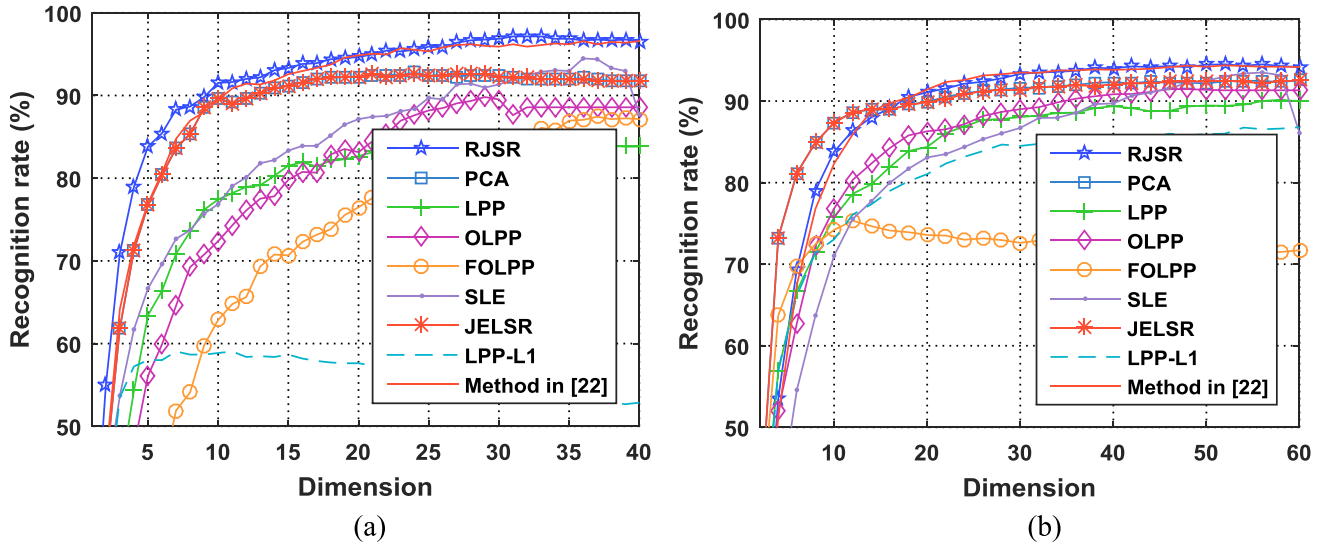 100
90
80
70
60
50
Recognition rate (%)
5
10
15
20
25
30
35
40
Dimension
RJSR
PCA
LPP
OLPP
FOLPP
SLE
JELSR
LPP-L1
Method in [22]
(a)
100
90
80
70
60
50
Recognition rate (%)
10
20
30
40
50
60
Dimension
RJSR
PCA
LPP
OLPP
FOLPP
SLE
JELSR
LPP-L1
Method in [22]
(b)